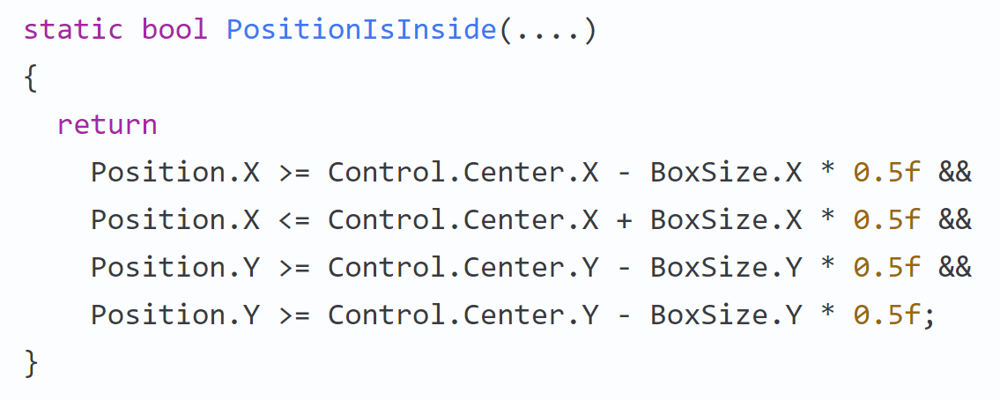 static bool PositionIsInside(....)
{
  return
    Position.X >= Control.Center.X - BoxSize.X * 0.5f &&
    Position.X <= Control.Center.X + BoxSize.X * 0.5f &&
    Position.Y >= Control.Center.Y - BoxSize.Y * 0.5f &&
    Position.Y >= Control.Center.Y - BoxSize.Y * 0.5f;
}